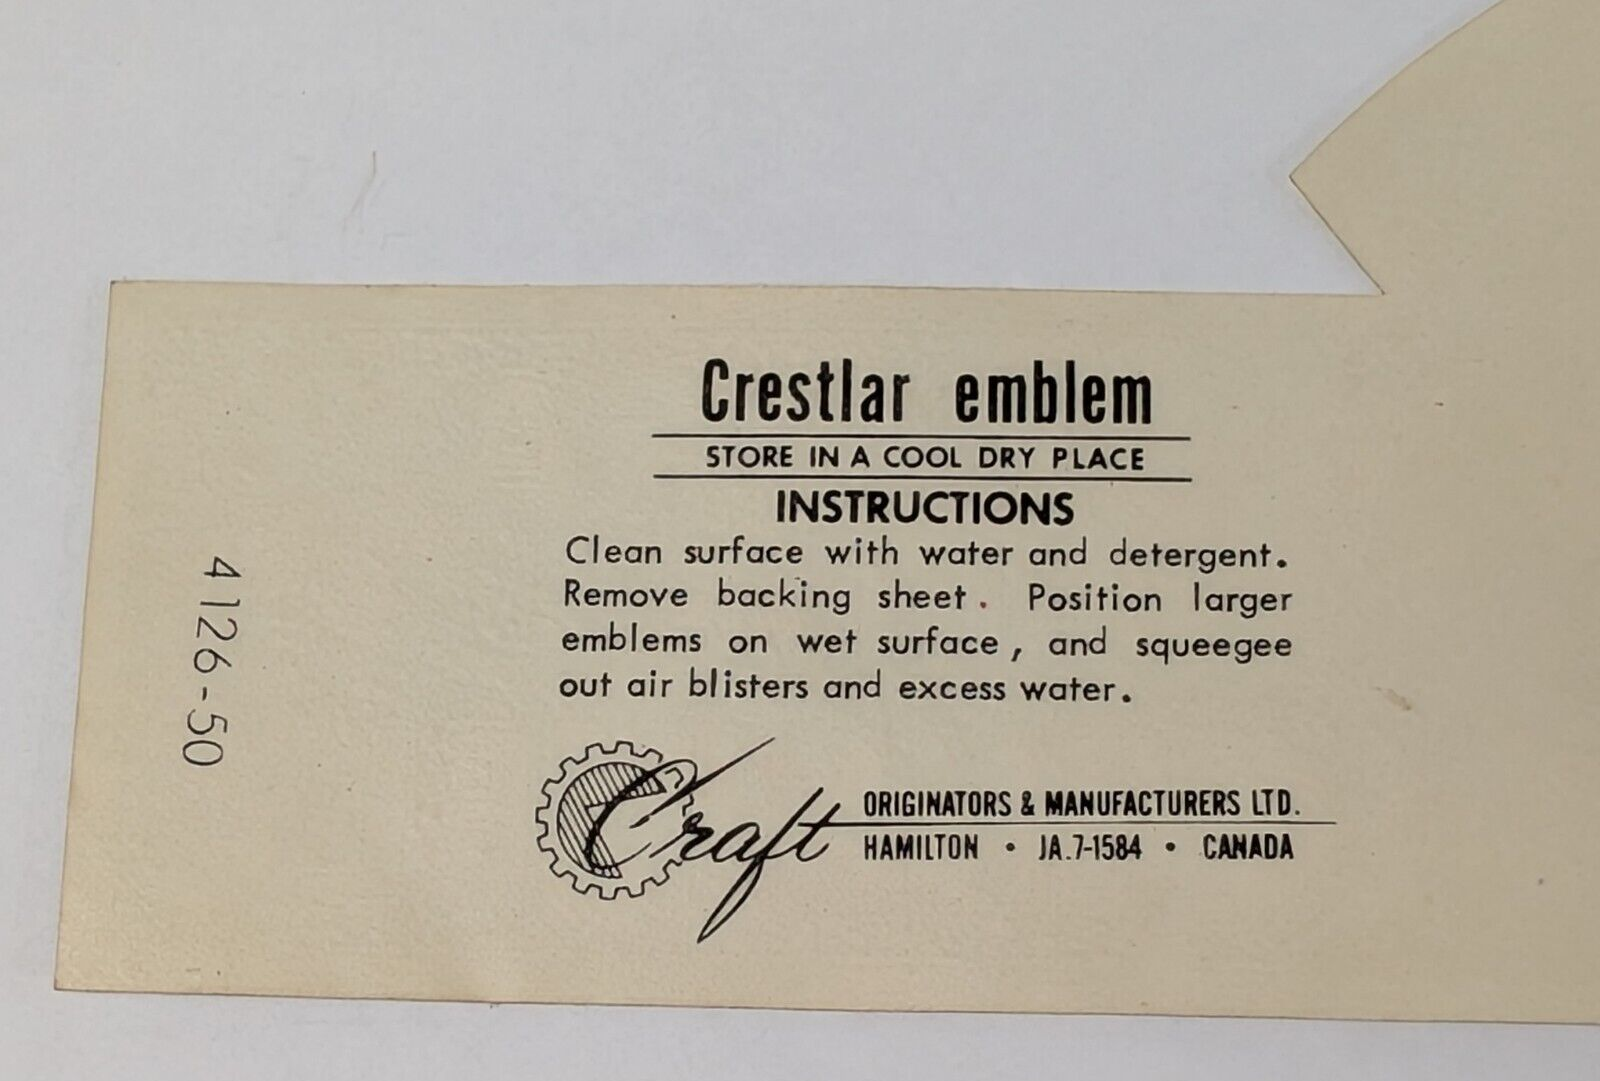 Crestlar emblem
STORE IN A COOL DRY PLACE
INSTRUCTIONS
Clean surface with water and detergent.
Remove backing sheet. Position larger
emblems on wet surface, and squeegee
out air blisters and excess water.
Craft ORIGINATORS & MANUFACTURERS LTD.
HAMILTON • JA.7-1584 • CANADA
4126-50